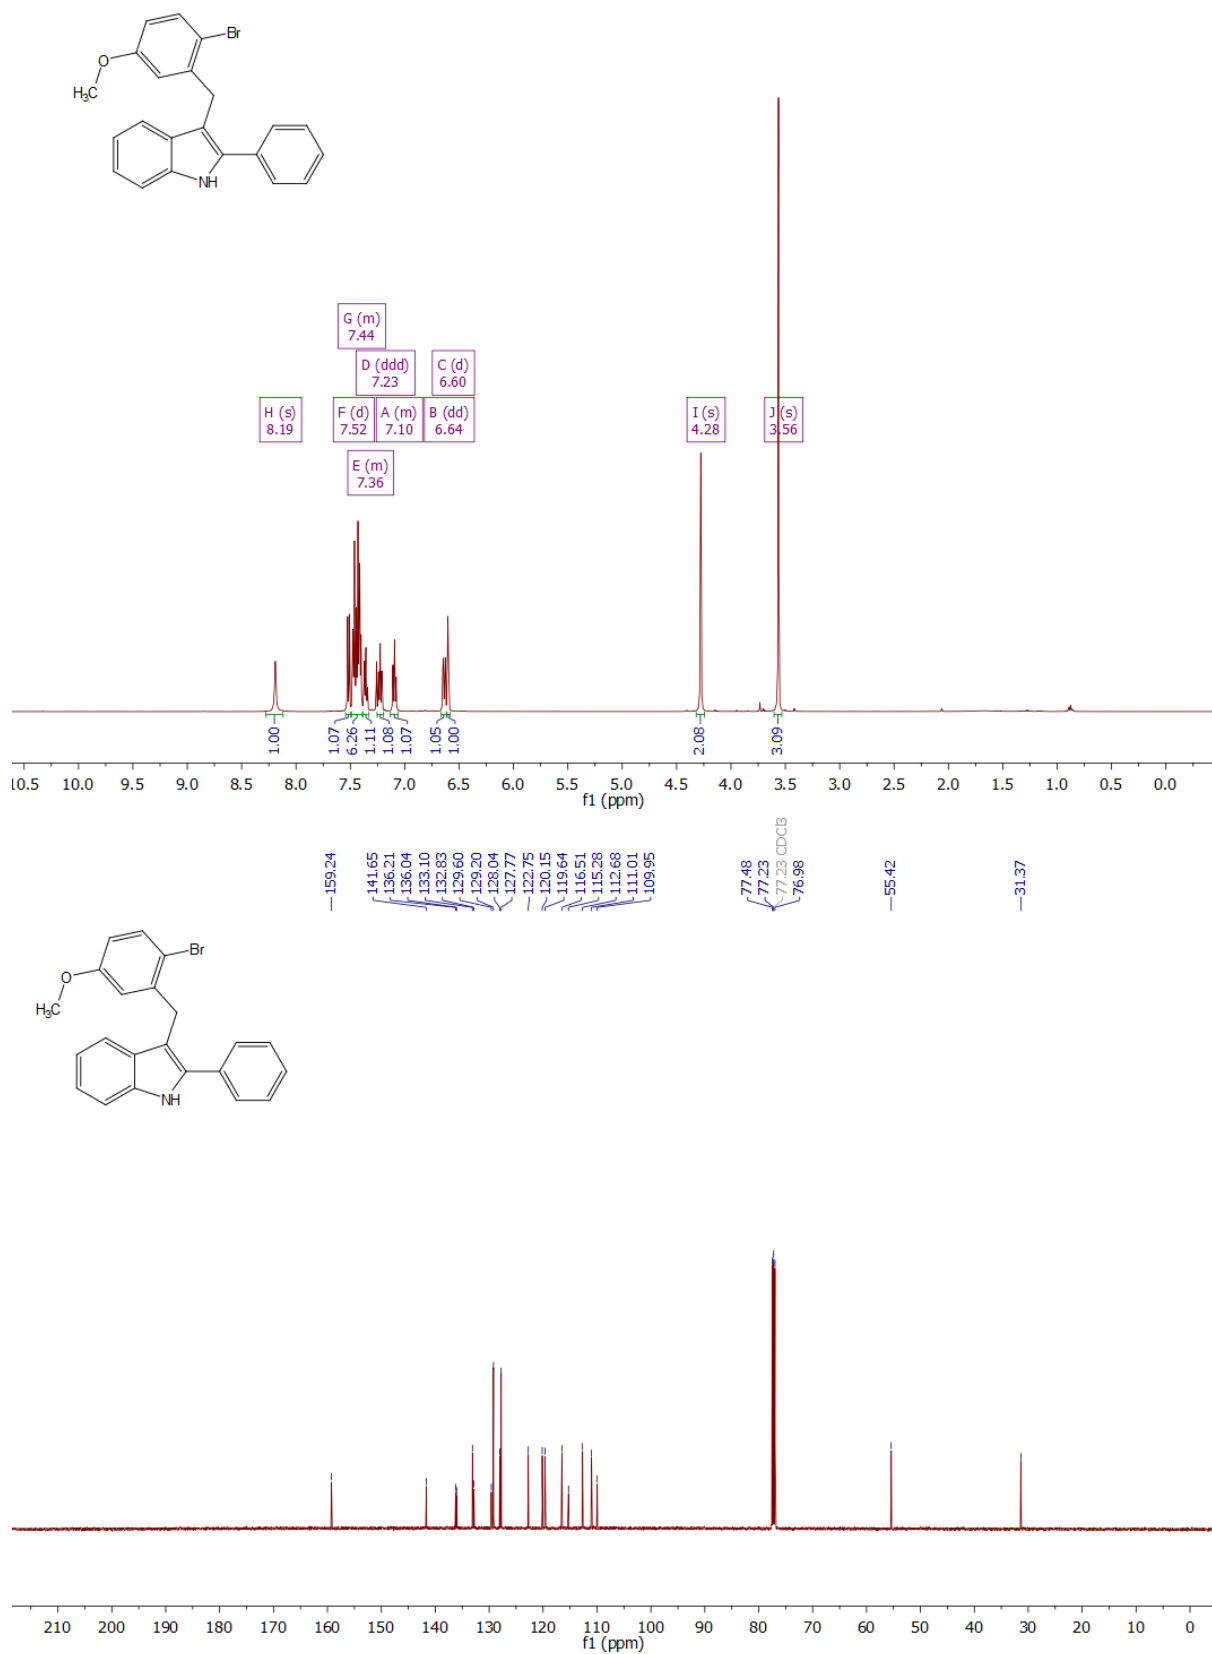 Br
O
H₃C
NH
G (m)
7.44
D (ddd)
7.23
C (d)
6.60
H (s)
8.19
F (d)
7.52
A (m)
7.10
B (dd)
6.64
I (s)
4.28
J (s)
3.56
E (m)
7.36
1.00
1.07
6.26
1.11
1.08
1.07
1.05
1.00
2.08
3.09
10.5 10.0 9.5 9.0 8.5 8.0 7.5 7.0 6.5 6.0 5.5 5.0 4.5 4.0 3.5 3.0 2.5 2.0 1.5 1.0 0.5 0.0
f1 (ppm)
159.24
141.65
136.21
136.04
133.10
132.83
129.60
129.20
128.04
127.77
122.75
120.15
119.64
116.51
115.28
112.68
111.01
109.95
77.48
77.23
77.23 CDCl3
76.98
55.42
31.37
Br
O
H₃C
NH
210 200 190 180 170 160 150 140 130 120 110 100 90 80 70 60 50 40 30 20 10 0
f1 (ppm)